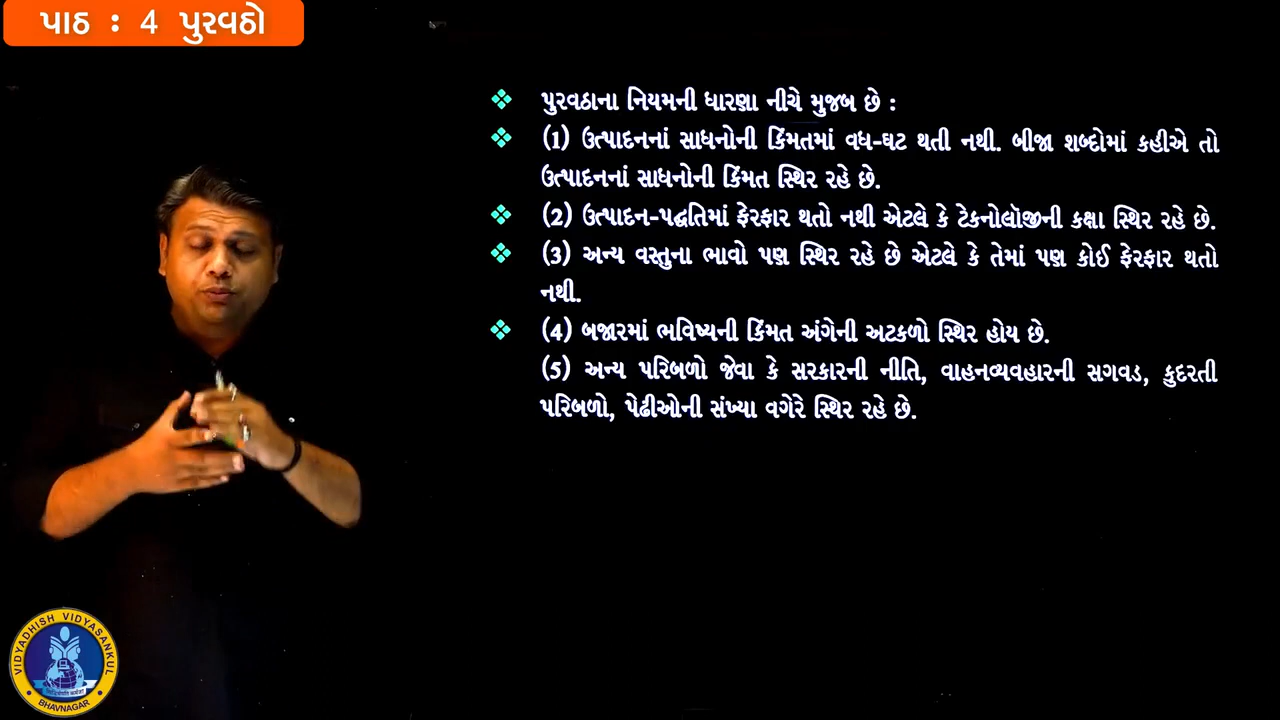 પાઠ : 4 પુરવઠો
પુરવઠાના નિયમની ધારણા નીચે મુજબ છે :
(1) ઉત્પાદનનાં સાધનોની કિંમતમાં વધ-ઘટ થતી નથી. બીજા શબ્દોમાં કહીએ તો
ઉત્પાદનનાં સાધનોની કિંમત સ્થિર રહે છે.
(2) ઉત્પાદન-પદ્ધતિમાં ફેરફાર થતો નથી એટલે કે ટેકનોલૉજીની કક્ષા સ્થિર રહે છે.
(3) અન્ય વસ્તુના ભાવો પણ સ્થિર રહે છે એટલે કે તેમાં પણ કોઈ ફેરફાર થતો
નથી.
(4) બજારમાં ભવિષ્યની કિંમત અંગેની અટકળો સ્થિર હોય છે.
(5) અન્ય પરિબળો જેવા કે સરકારની નીતિ, વાહનવ્યવહારની સગવડ, કુદરતી
પરિબળો, પેઢીઓની સંખ્યા વગેરે સ્થિર રહે છે.
VIDYADHISH VIDYASANKUL
BHAVNAGAR